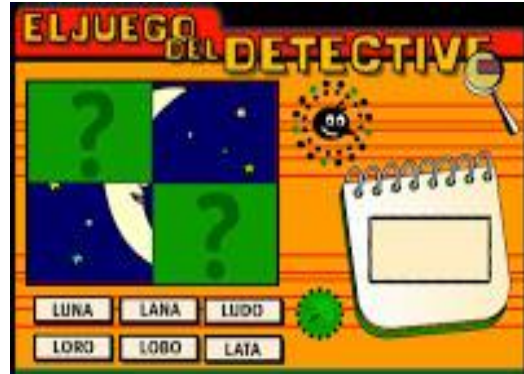 EL JUEGO
DEL DETECTIVE
?
?
LUNA LANA LUDO
LORO LOBO LATA